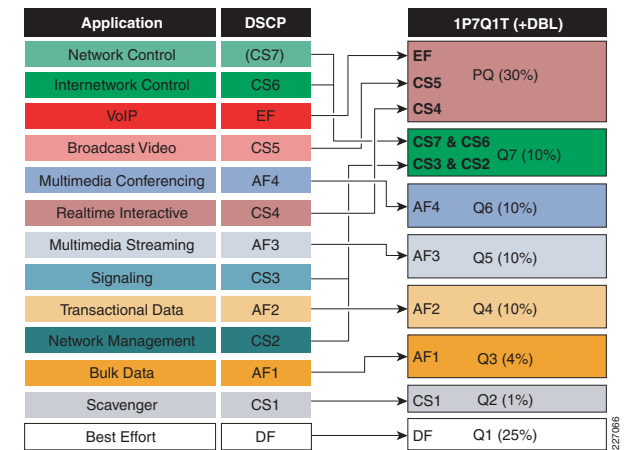 Application DSCP 1P7Q1T (+DBL)
Network Control (CS7)
Internetwork Control CS6
VoIP EF
Broadcast Video CS5
Multimedia Conferencing AF4
Realtime Interactive CS4
Multimedia Streaming AF3
Signaling CS3
Transactional Data AF2
Network Management CS2
Bulk Data AF1
Scavenger CS1
Best Effort DF
EF
PQ (30%)
CS5
CS4
CS7 & CS6
Q7 (10%)
CS3 & CS2
AF4 Q6 (10%)
AF3 Q5 (10%)
AF2 Q4 (10%)
AF1 Q3 (4%)
CS1 Q2 (1%)
DF Q1 (25%)
227066